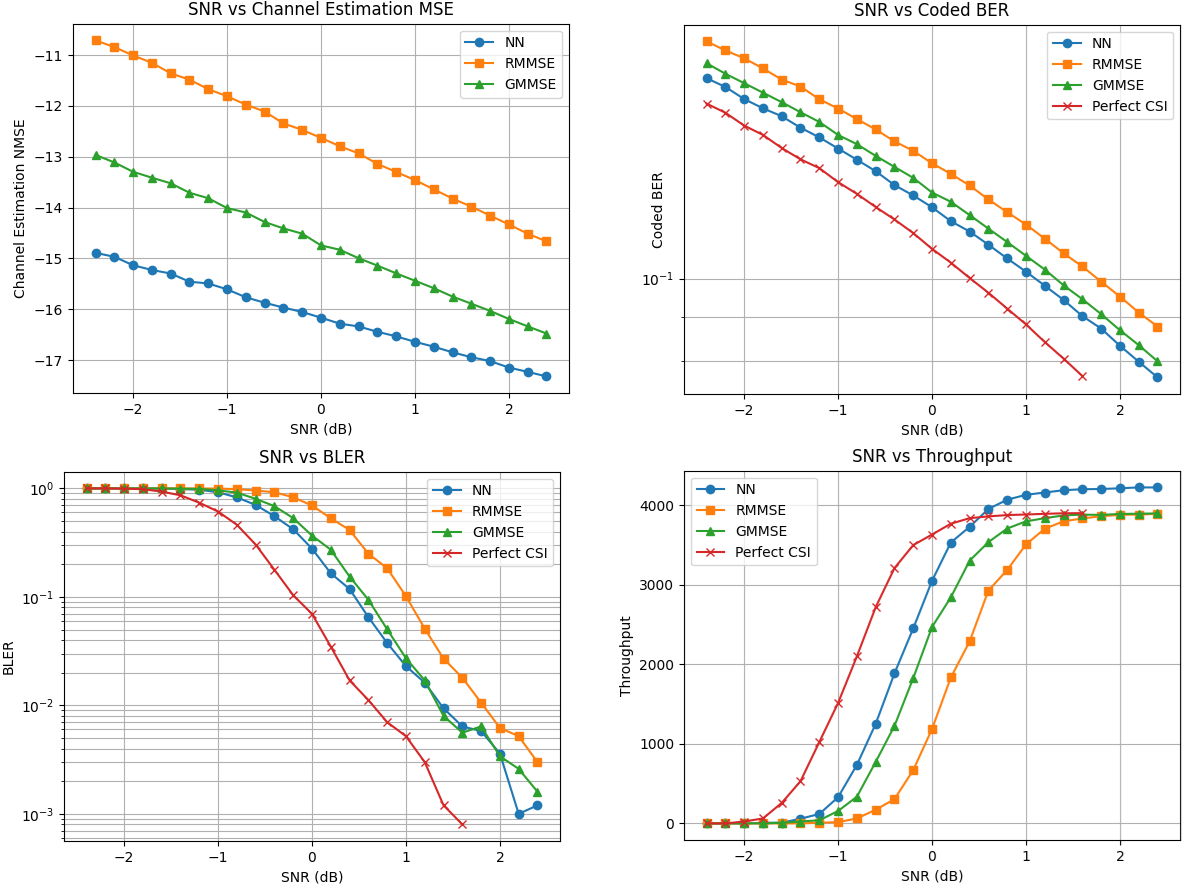 SNR vs Channel Estimation MSE
Channel Estimation NMSE
−11
−12
−13
−14
−15
−16
−17
NN
RMMSE
GMMSE
−2
−1
0
1
2
SNR (dB)
SNR vs Coded BER
Coded BER
10⁻¹
NN
RMMSE
GMMSE
Perfect CSI
−2
−1
0
1
2
SNR (dB)
SNR vs BLER
BLER
10⁰
10⁻¹
10⁻²
10⁻³
NN
RMMSE
GMMSE
Perfect CSI
−2
−1
0
1
2
SNR (dB)
SNR vs Throughput
Throughput
4000
3000
2000
1000
0
NN
RMMSE
GMMSE
Perfect CSI
−2
−1
0
1
2
SNR (dB)